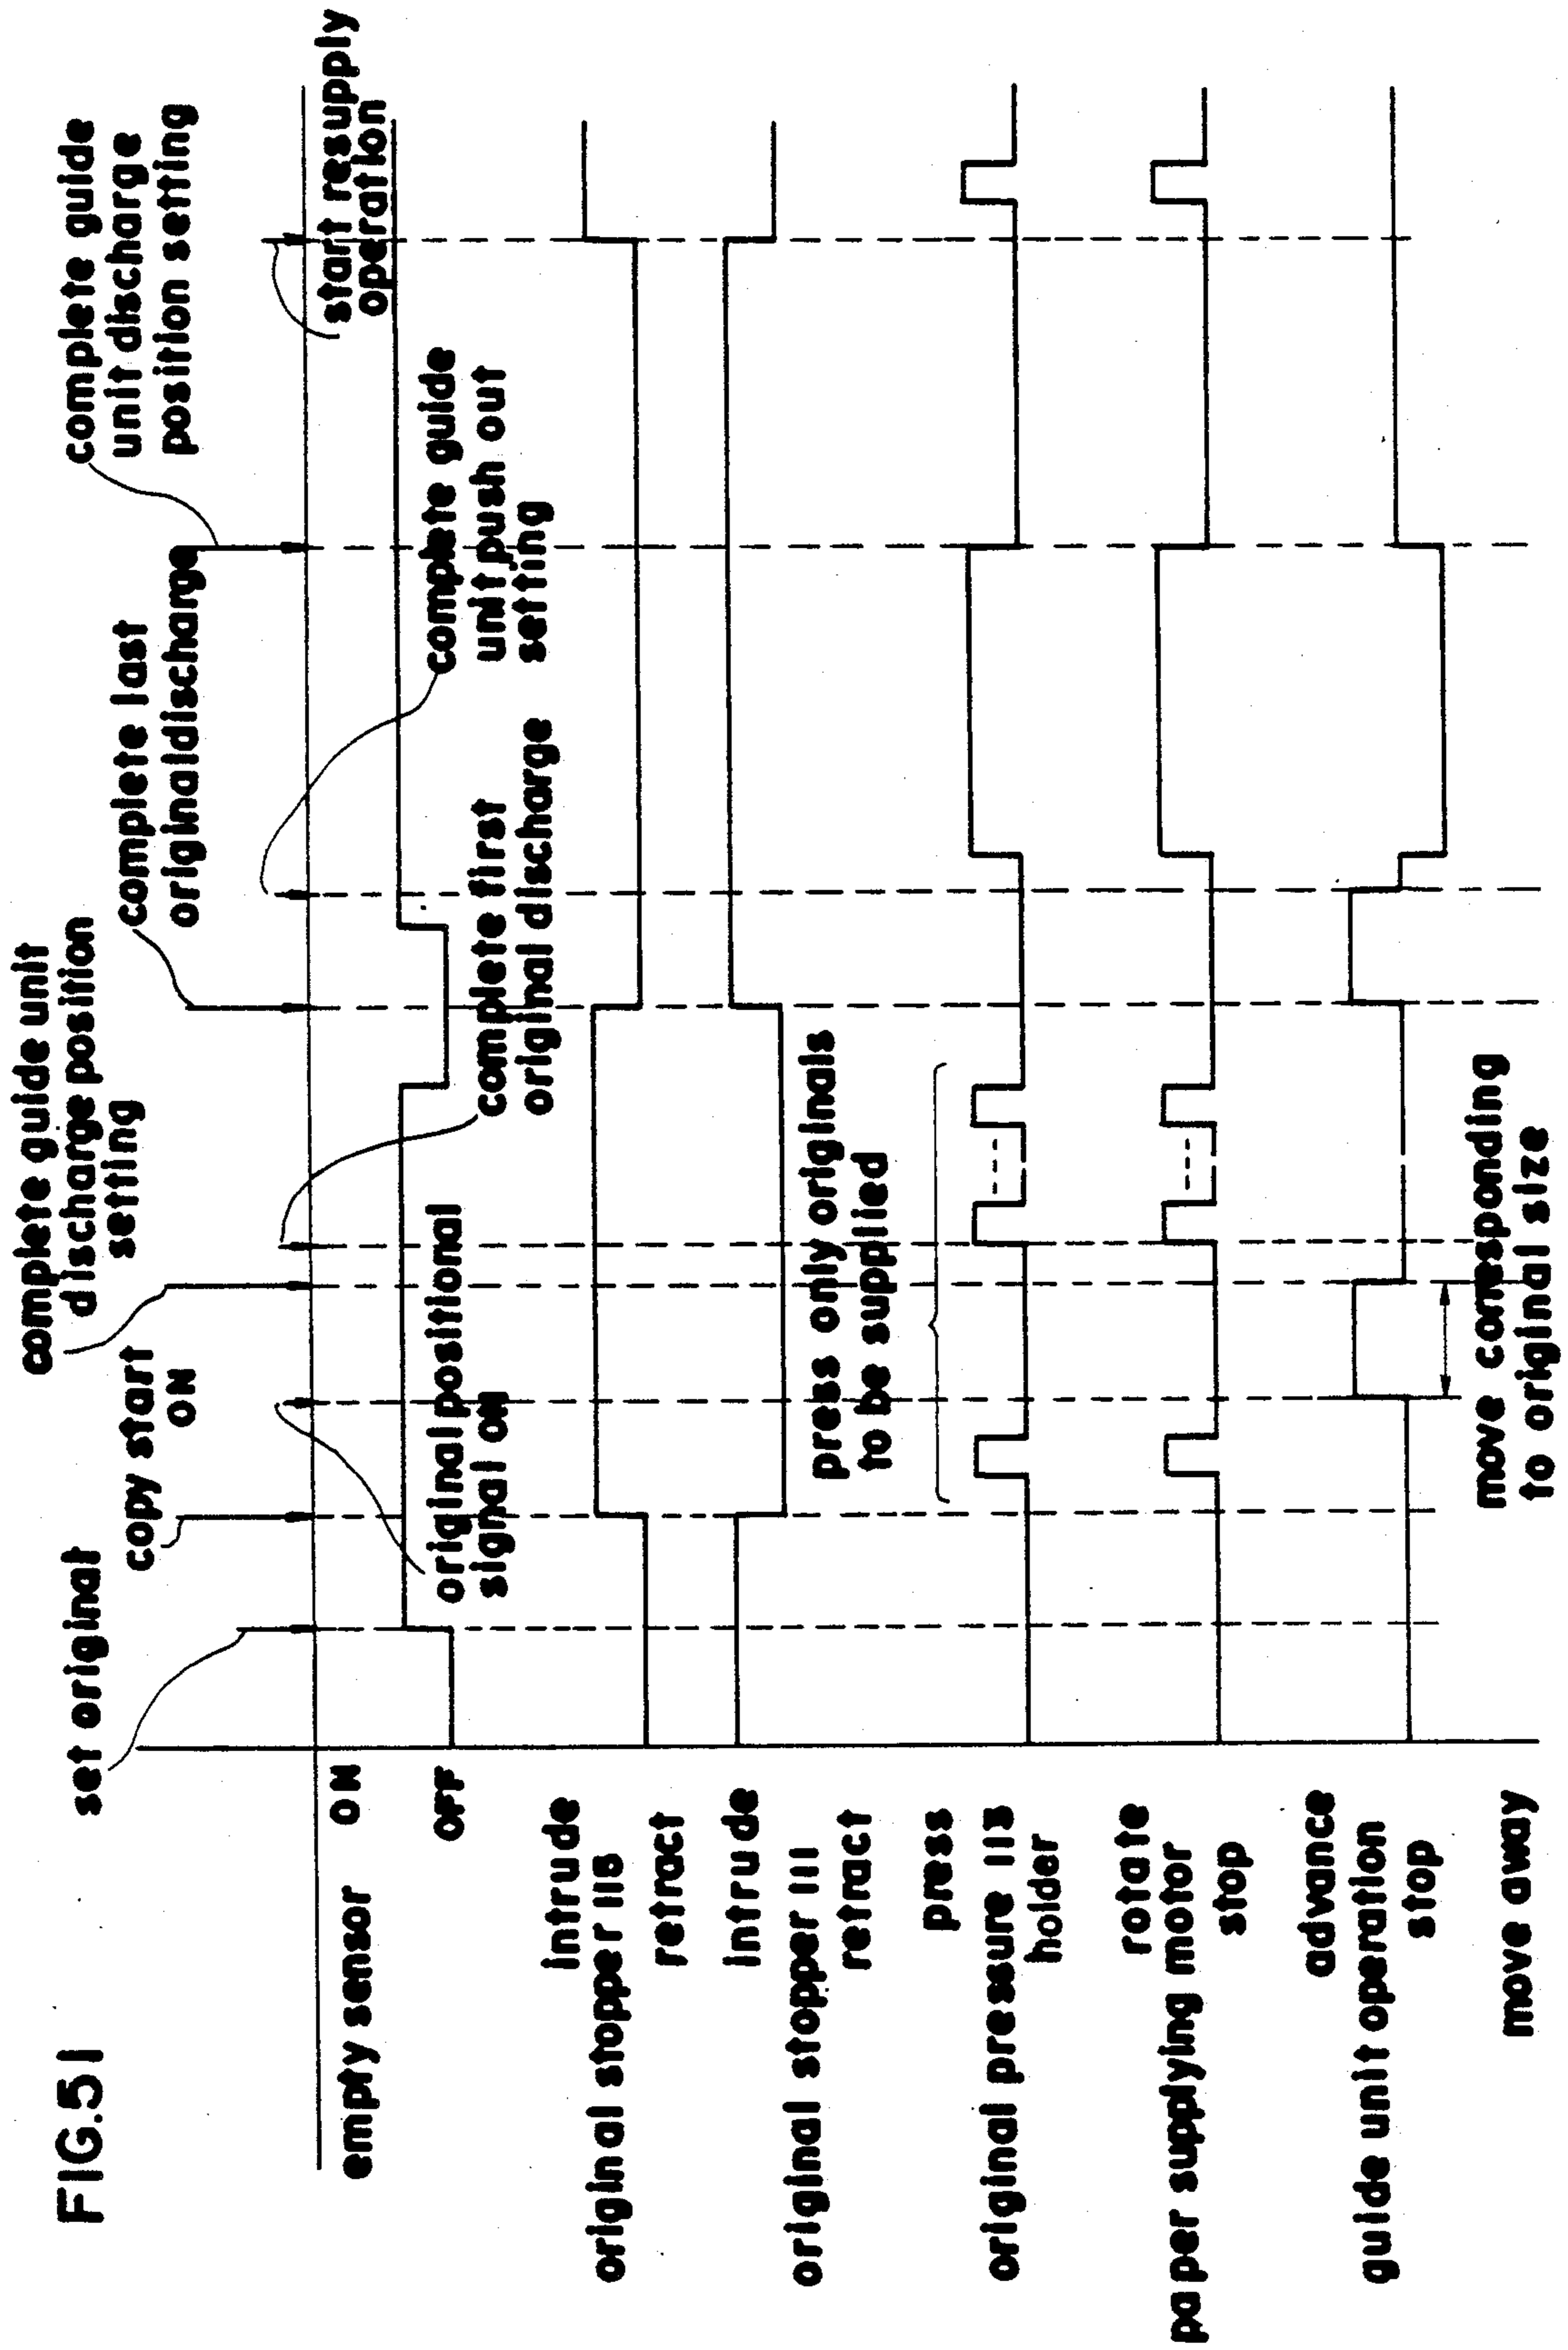 FIG.51
set original
copy start
ON
complete guide unit
discharge position
setting
complete last
original discharge
complete guide
unit discharge
position setting
start resupply
operation
original positional
signal ON
complete first
original discharge
complete guide
unit push out
setting
empty sensor
ON
OFF
intrude
original stopper 118
retract
intrude
original stopper 111
retract
press only originals
to be supplied
press
original pressure 113
holder
rotate
paper supplying motor
stop
advance
guide unit operation
stop
move away
move corresponding
to original size